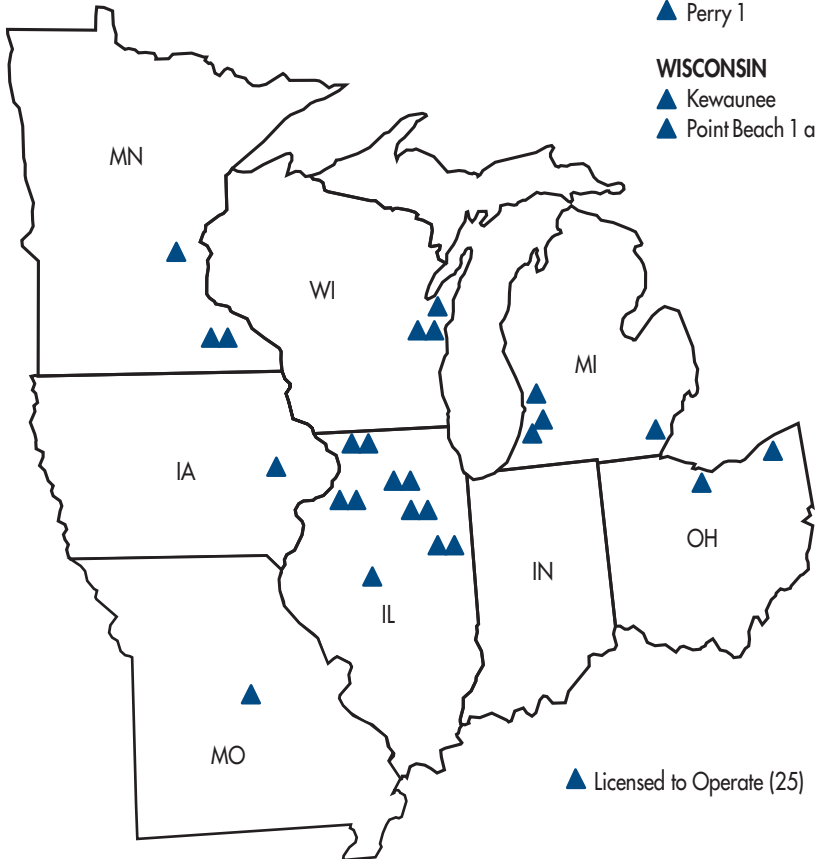 Perry 1
WISCONSIN
Kewaunee
Point Beach 1 a
MN
WI
MI
IA
IL
IN
OH
MO
Licensed to Operate (25)